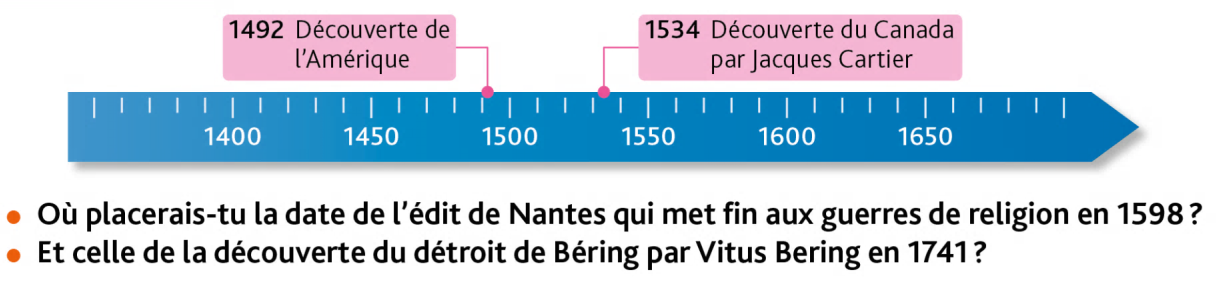 1492 Découverte de
l'Amérique
1534 Découverte du Canada
par Jacques Cartier
1400 1450 1500 1550 1600 1650
• Où placerais-tu la date de l'édit de Nantes qui met fin aux guerres de religion en 1598 ?
• Et celle de la découverte du détroit de Béring par Vitus Bering en 1741 ?